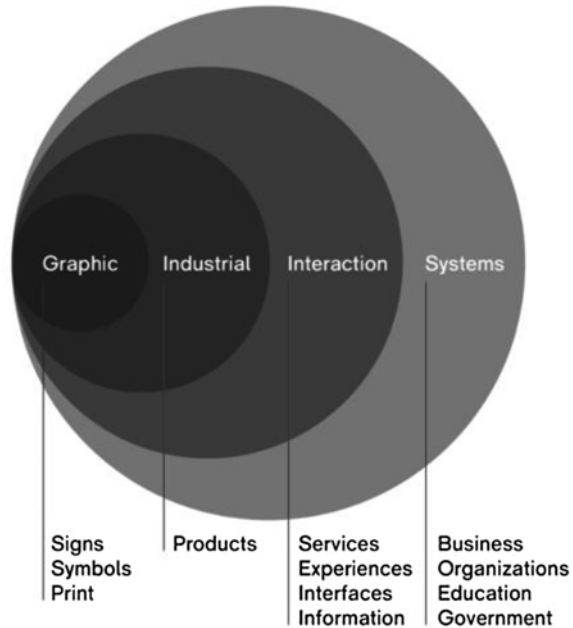 Graphic
Industrial
Interaction
Systems
Signs
Symbols
Print
Products
Services
Experiences
Interfaces
Information
Business
Organizations
Education
Government